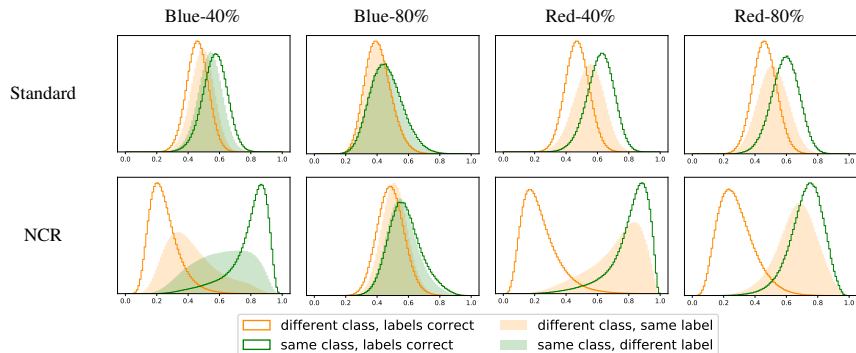 Blue-40% Blue-80% Red-40% Red-80%
Standard
0.0 0.2 0.4 0.6 0.8 1.0 0.0 0.2 0.4 0.6 0.8 1.0 0.0 0.2 0.4 0.6 0.8 1.0 0.0 0.2 0.4 0.6 0.8 1.0
NCR
0.0 0.2 0.4 0.6 0.8 1.0 0.0 0.2 0.4 0.6 0.8 1.0 0.0 0.2 0.4 0.6 0.8 1.0 0.0 0.2 0.4 0.6 0.8 1.0
different class, labels correct different class, same label
same class, labels correct same class, different label